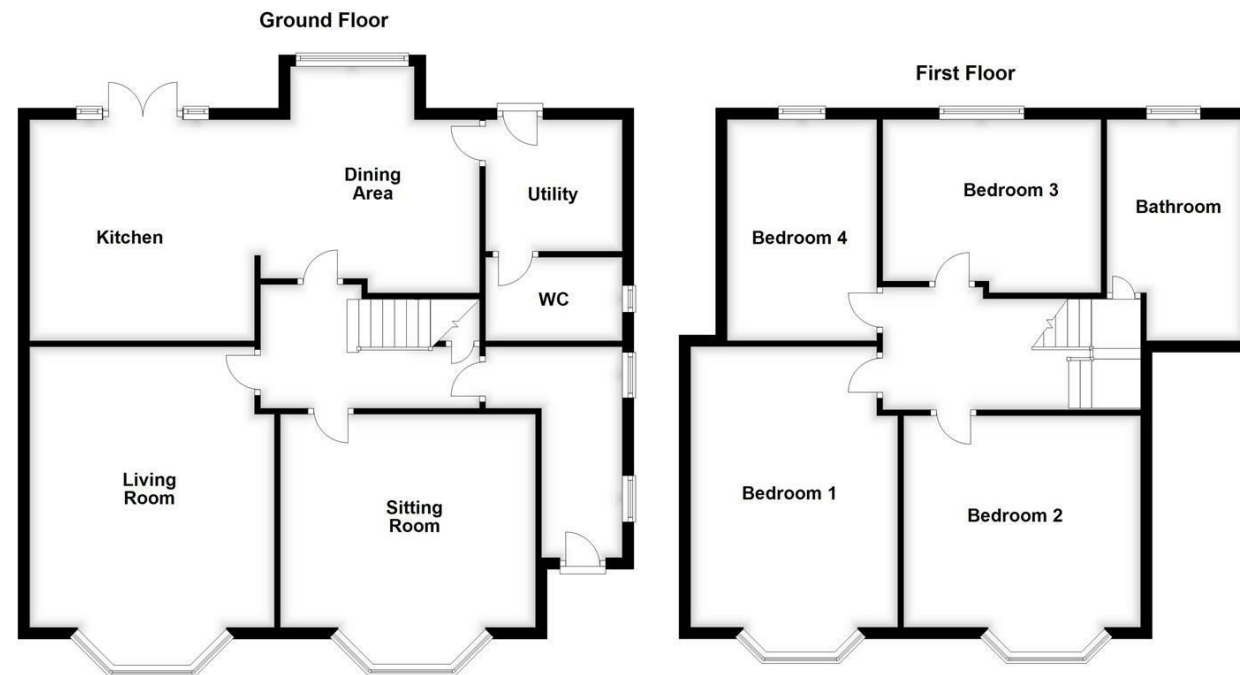 Ground Floor
Dining
Area
Utility
Kitchen
WC
Living
Room
Sitting
Room
First Floor
Bedroom 3
Bathroom
Bedroom 4
Bedroom 1
Bedroom 2